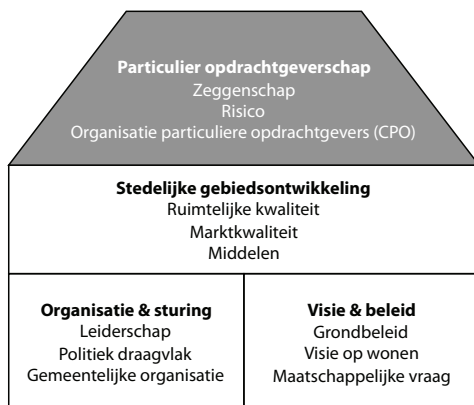 Particulier opdrachtgeverschap
Zeggenschap
Risico
Organisatie particuliere opdrachtgevers (CPO)
Stedelijke gebiedsontwikkeling
Ruimtelijke kwaliteit
Marktkwaliteit
Middelen
Organisatie & sturing
Leiderschap
Politiek draagvlak
Gemeentelijke organisatie
Visie & beleid
Grondbeleid
Visie op wonen
Maatschappelijke vraag